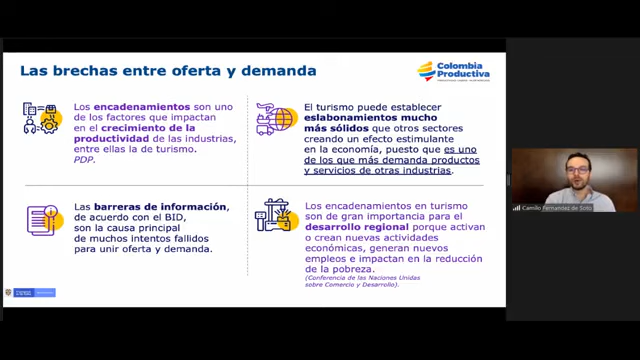 Las brechas entre oferta y demanda
Colombia
Productiva
Los encadenamientos son uno
de los factores que impactan
en el crecimiento de la
productividad de las industrias,
entre ellas la de turismo.
PDP.
El turismo puede establecer
eslabonamientos mucho
más sólidos que otros sectores
creando un efecto estimulante
en la economía, puesto que es uno
de los que más demanda productos
y servicios de otras industrias.
Las barreras de información,
de acuerdo con el BID,
son la causa principal
de muchos intentos fallidos
para unir oferta y demanda.
Los encadenamientos en turismo
son de gran importancia para el
desarrollo regional porque activan
o crean nuevas actividades
económicas, generan nuevos
empleos e impactan en la reducción
de la pobreza.
(Conferencia de las Naciones Unidas
sobre Comercio y Desarrollo).
Camilo Fernandez de Soto